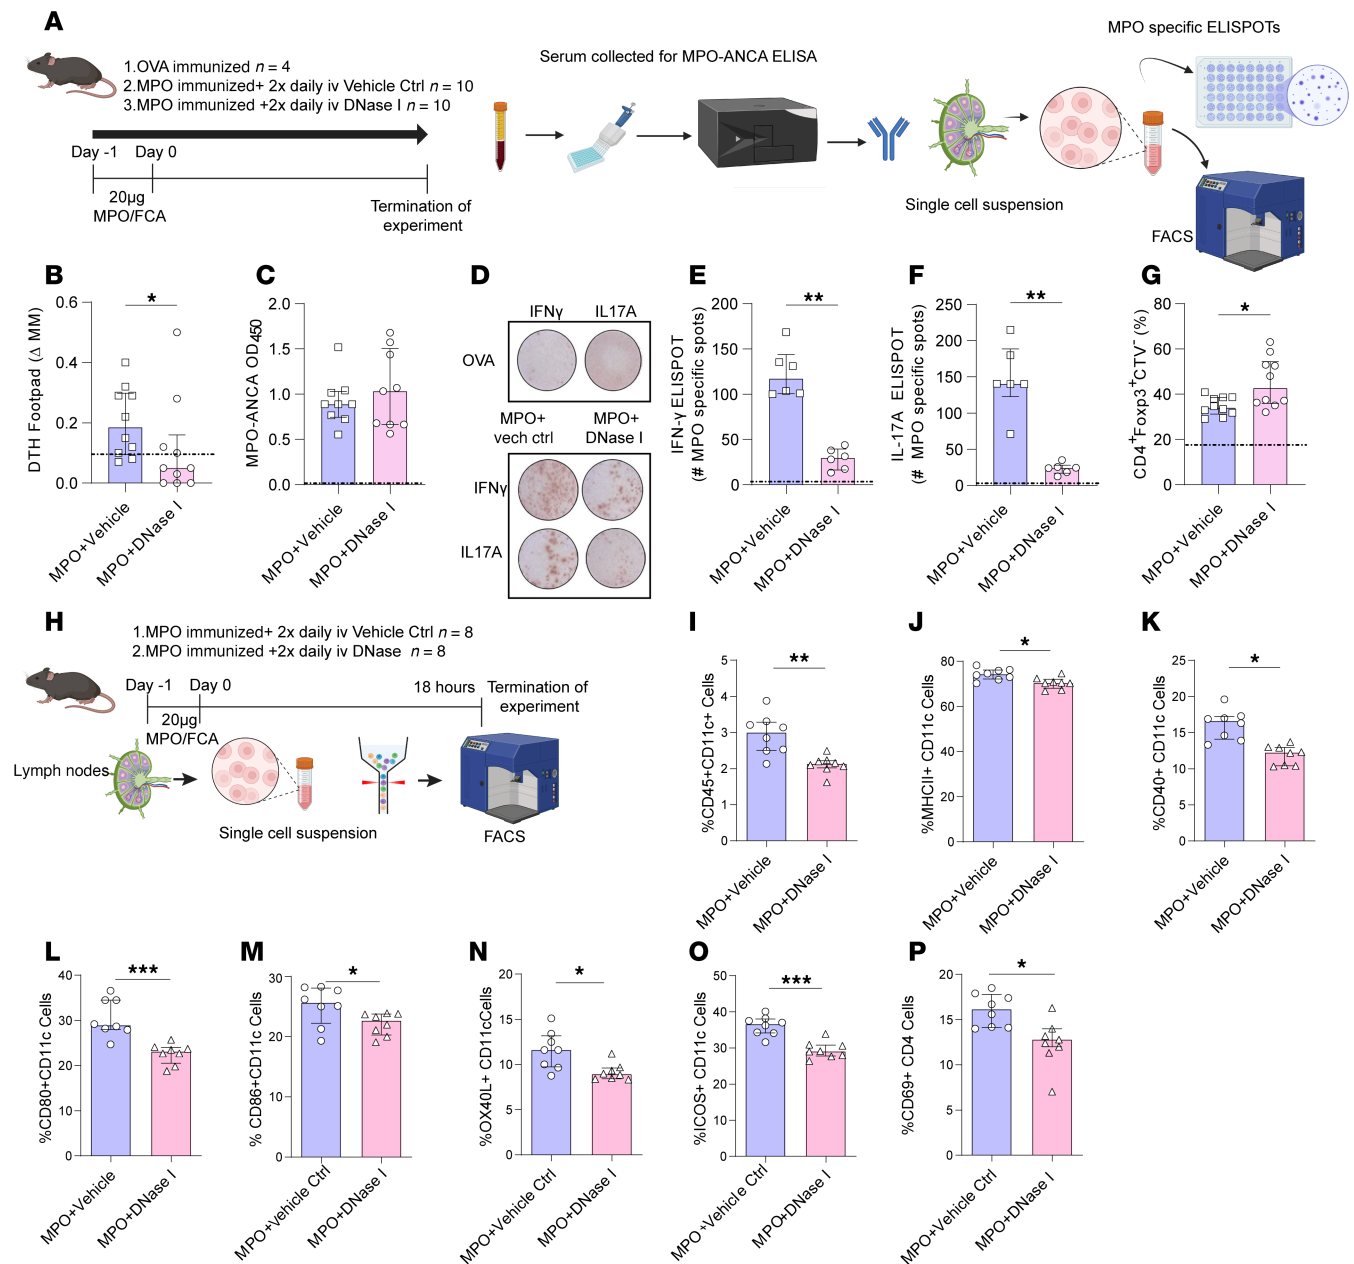 A
1.OVA immunized n = 4
2.MPO immunized+ 2x daily iv Vehicle Ctrl n = 10
3.MPO immunized +2x daily iv DNase I n = 10
Day -1 Day 0
20µg
MPO/FCA
Termination of
experiment
Serum collected for MPO-ANCA ELISA
Single cell suspension
MPO specific ELISPOTs
FACS
B
DTH Footpad (Δ MM)
0.6
0.4
0.2
0.0
*
MPO+Vehicle
MPO+DNase I
C
MPO-ANCA OD450
2.0
1.5
1.0
0.5
0.0
MPO+Vehicle
MPO+DNase I
D
IFNγ IL17A
OVA
MPO+ MPO+
vech ctrl DNase I
IFNγ
IL17A
E
IFN-γ ELISPOT
(# MPO specific spots)
200
150
100
50
0
**
MPO+Vehicle
MPO+DNase I
F
IL-17A ELISPOT
(# MPO specific spots)
250
200
150
100
50
0
**
MPO+Vehicle
MPO+DNase I
G
CD4+Foxp3+CTV- (%)
80
60
40
20
0
*
MPO+Vehicle
MPO+DNase I
H
1.MPO immunized+ 2x daily iv Vehicle Ctrl n = 8
2.MPO immunized +2x daily iv DNase n = 8
Day -1 Day 0
18 hours
Termination of
experiment
20µg
MPO/FCA
Lymph nodes
Single cell suspension
FACS
I
%CD45+CD11c+ Cells
5
4
3
2
1
0
**
MPO+Vehicle
MPO+DNase I
J
%MHCII+ CD11c Cells
80
60
40
20
0
*
MPO+Vehicle
MPO+DNase I
K
%CD40+ CD11c Cells
25
20
15
10
5
0
*
MPO+Vehicle
MPO+DNase I
L
%CD80+CD11c Cells
40
30
20
10
0
***
MPO+Vehicle
MPO+DNase I
M
% CD86+CD11c Cells
30
20
10
0
*
MPO+Vehicle Ctrl
MPO+DNase I
N
%OX40L+ CD11cCells
20
15
10
5
0
*
MPO+Vehicle Ctrl
MPO+DNase I
O
%ICOS+ CD11c Cells
50
40
30
20
10
0
***
MPO+Vehicle Ctrl
MPO+DNase I
P
%CD69+ CD4 Cells
20
15
10
5
0
*
MPO+Vehicle Ctrl
MPO+DNase I